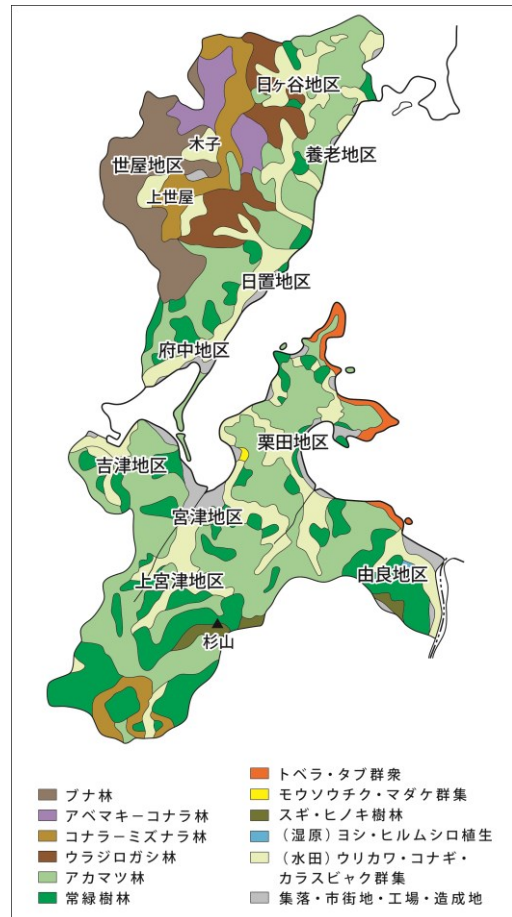 日ヶ谷地区
木子
養老地区
世屋地区
上世屋
日置地区
府中地区
栗田地区
吉津地区
宮津地区
上宮津地区
由良地区
杉山
ブナ林
アベマキーコナラ林
コナラーミズナラ林
ウラジロガシ林
アカマツ林
常緑樹林
トベラ・タブ群衆
モウソウチク・マダケ群集
スギ・ヒノキ樹林
(湿原)ヨシ・ヒルムシロ植生
(水田)ウリカワ・コナギ・
カラスビャク群集
集落・市街地・工場・造成地